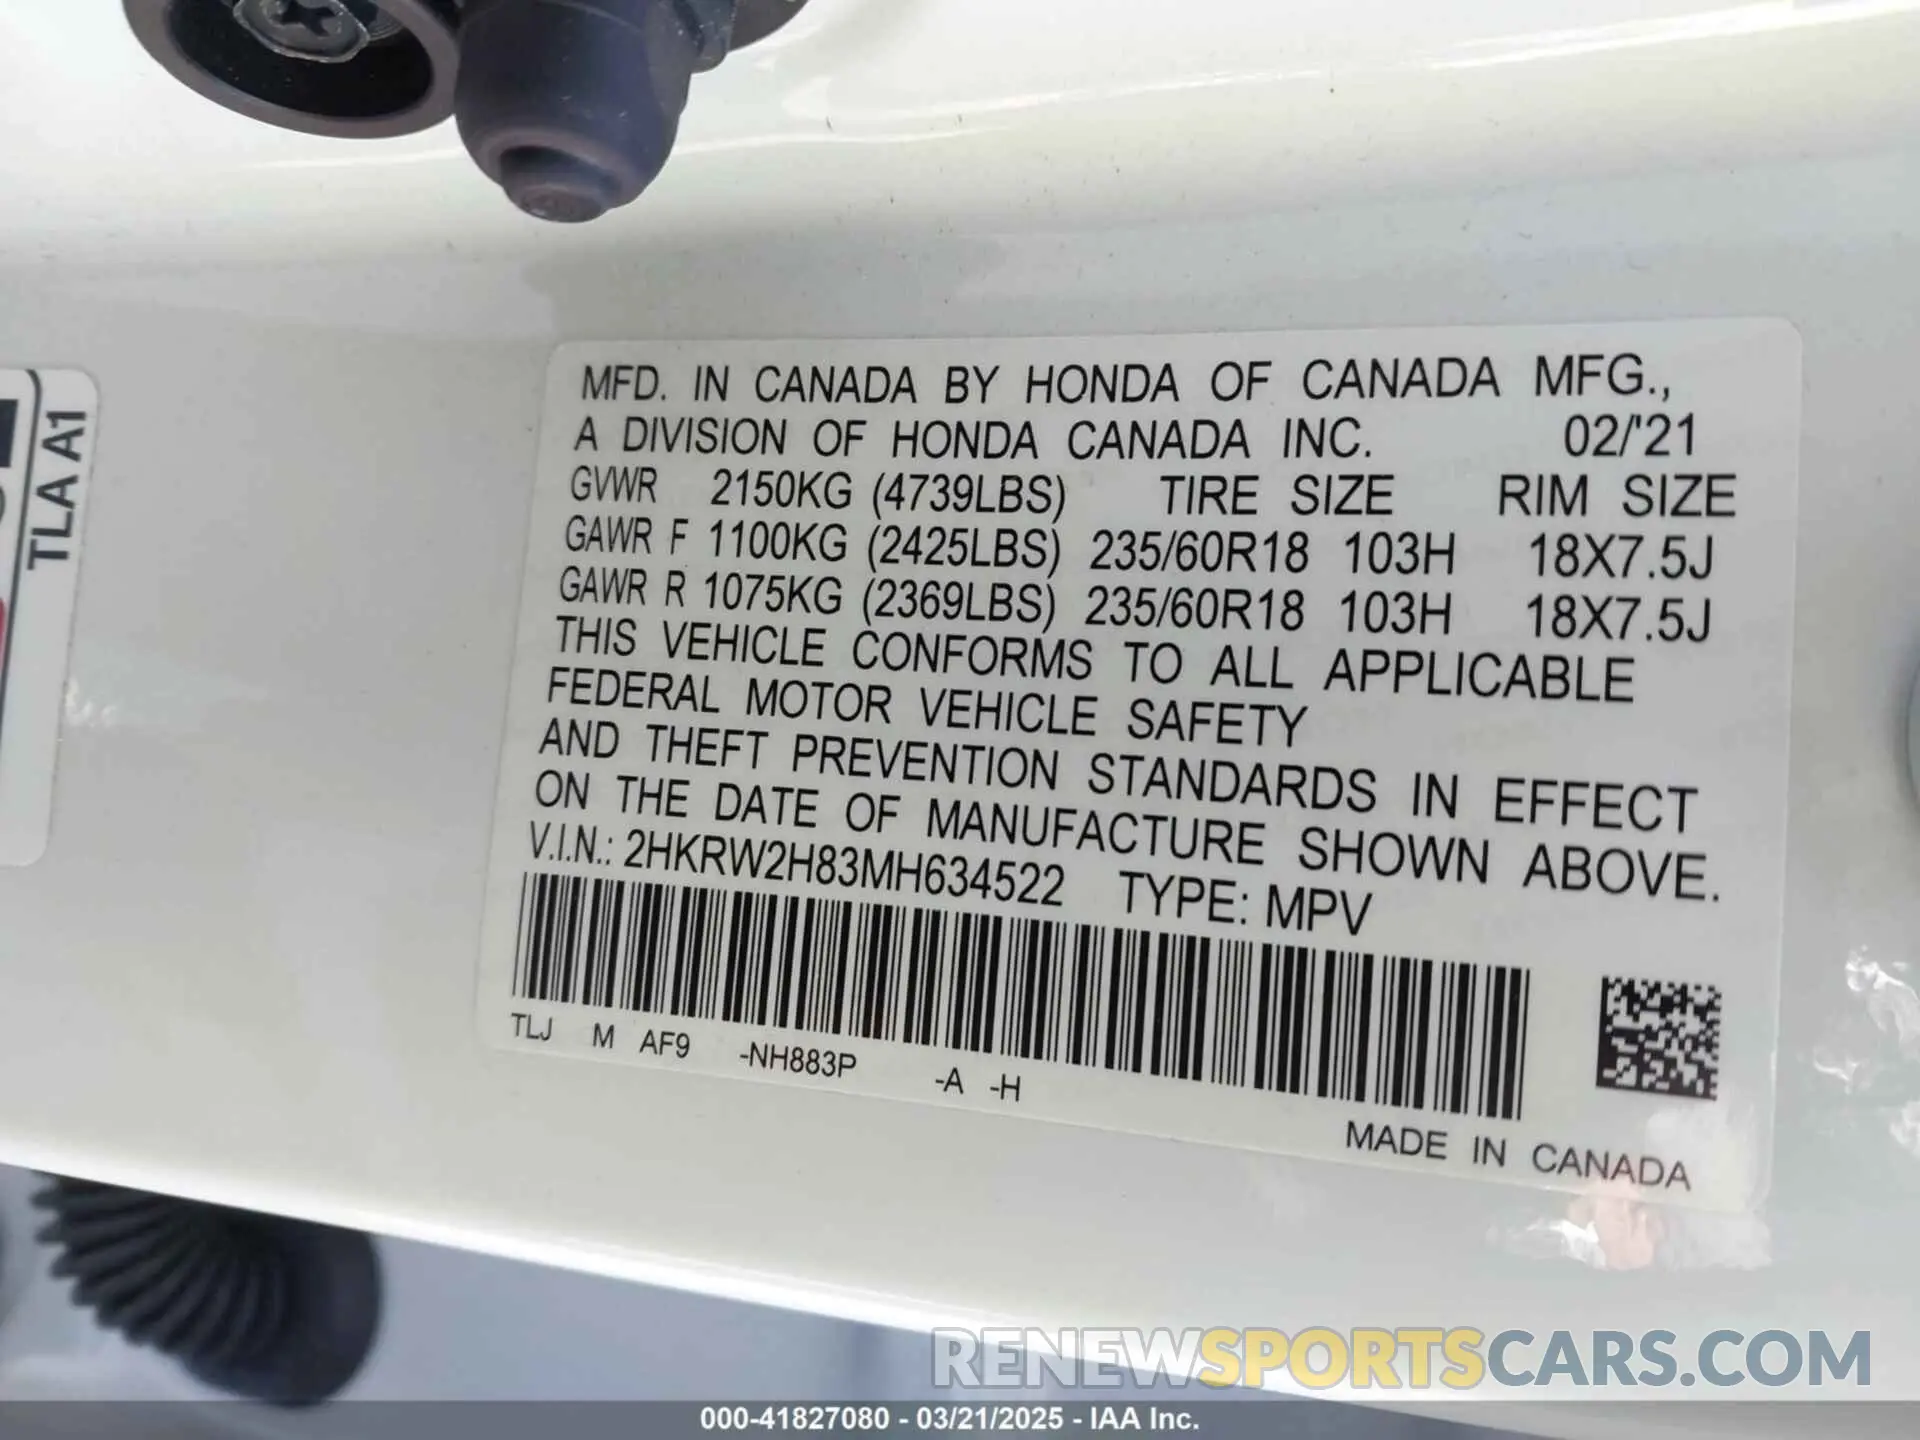 TLA A1
MFD. IN CANADA BY HONDA OF CANADA MFG.,
A DIVISION OF HONDA CANADA INC. 02/'21
GVWR 2150KG (4739LBS) TIRE SIZE RIM SIZE
GAWR F 1100KG (2425LBS) 235/60R18 103H 18X7.5J
GAWR R 1075KG (2369LBS) 235/60R18 103H 18X7.5J
THIS VEHICLE CONFORMS TO ALL APPLICABLE
FEDERAL MOTOR VEHICLE SAFETY
AND THEFT PREVENTION STANDARDS IN EFFECT
ON THE DATE OF MANUFACTURE SHOWN ABOVE.
V.I.N.: 2HKRW2H83MH634522 TYPE: MPV
TLJ M AF9 -NH883P -A -H
MADE IN CANADA
RENEWSPORTSCARS.COM
000-41827080 - 03/21/2025 - IAA Inc.